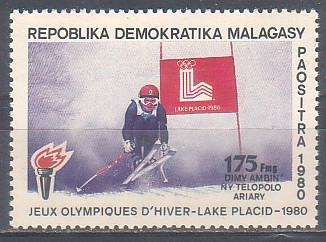 REPOBLIKA DEMOKRATIKA MALAGASY
PAOSITRA 1980
LAKE PLACID-1980
175 Fmg
DIMY AMBIN'
NY TELOPOLO
ARIARY
JEUX OLYMPIQUES D'HIVER-LAKE PLACID-1980